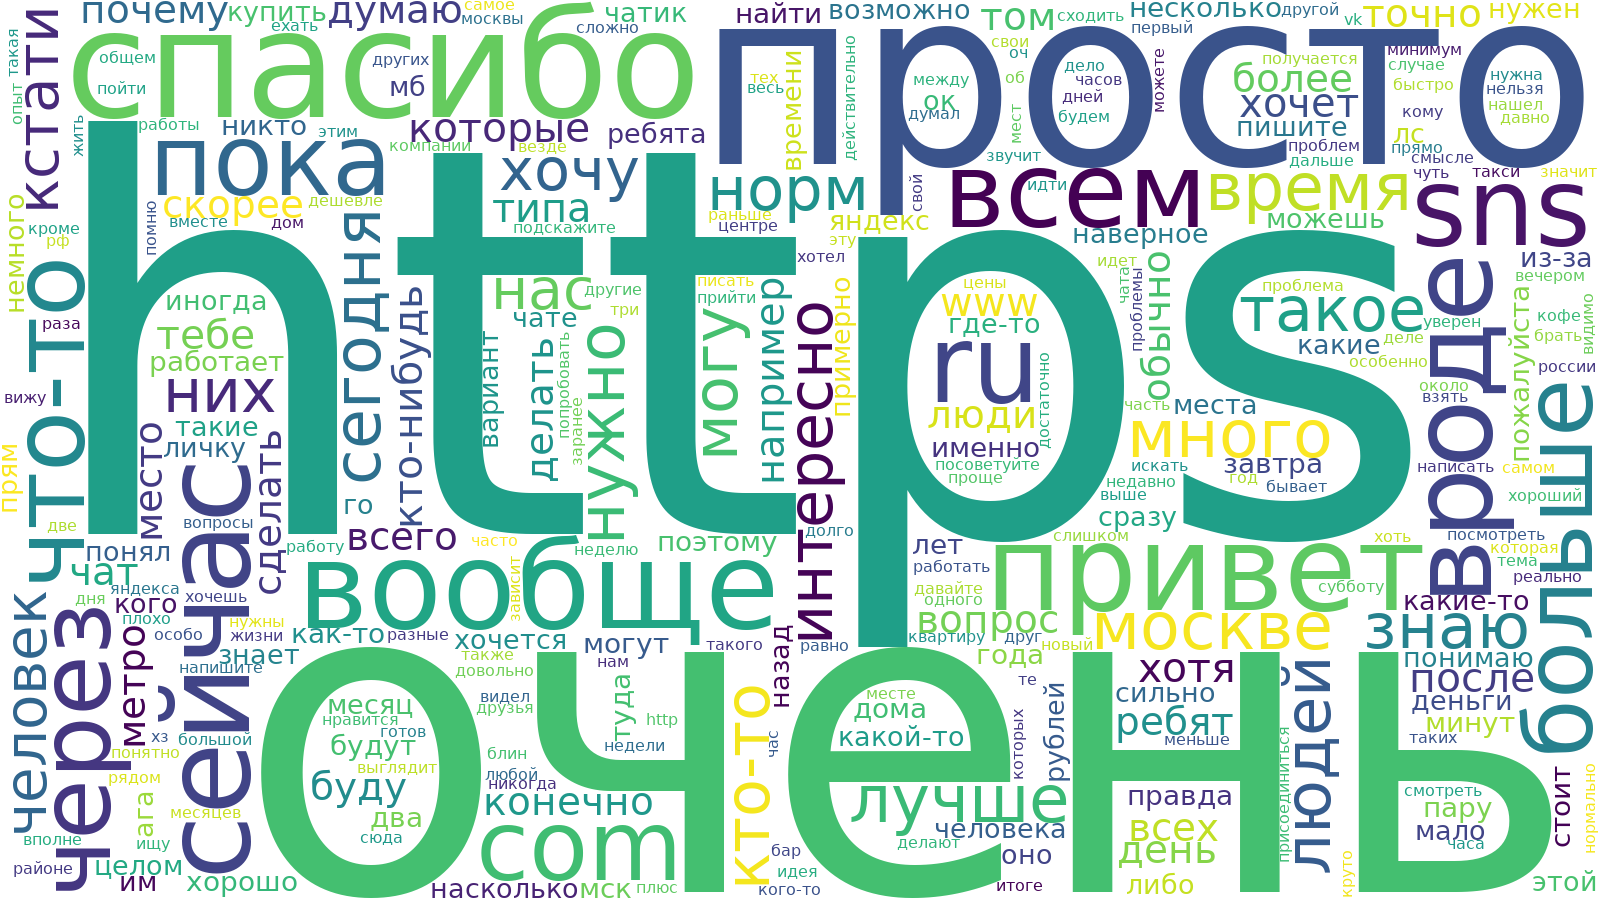 почему
купить
думаю
самое
москвы
ехать
сложно
чатик
найти
возможно
том
сходить
несколько
другой
первый
vk
точно
нужен
спасибо
просто
свои
оч
об
можете
минимум
случае
быстро
получается
более
хочет
нужна
нельзя
нашел
давно
кому
лс
прямо
пишите
проблем
дальше
смысле
чуть
такси
значит
опыт
такая
общем
пойти
кстати
жить
работы
никто
этим
других
мб
которые
ребята
компании
везде
тех
весь
времени
действительно
между
ок
думал
дело
часов
дней
будем
мест
звучит
идти
свой
пока
хочу
скорее
дешевле
вместе
дом
помню
типа
подскажите
норм
раньше
центре
яндекс
эту
хотел
всем
время
можешь
наверное
sns
из-за
вечером
немного
кроме
рф
раза
что-то
https
иногда
тебе
работает
них
такие
личку
вижу
прям
место
сделать
сегодня
кто-нибудь
нас
другие
три
чате
вариант
делать
попробовать
заранее
нужно
писать
прийти
могу
например
интересно
примерно
цены
www
где-то
ru
люди
именно
посоветуйте
проще
достаточно
идет
чата
проблемы
обычно
проблема
такое
уверен
какие
деле
особенно
часть
места
много
искать
завтра
недавно
выше
год
бывает
сразу
вроде
пожалуйста
кофе
брать
видимо
россии
около
взять
написать
самом
хороший
больше
посмотреть
которая
тема
реально
две
го
вопросы
понял
чат
яндекса
дня
хочешь
кого
плохо
особо
работу
всего
часто
неделю
поэтому
долго
вообще
зависит
лет
работать
давайте
одного
слишком
хоть
привет
субботу
какие-то
человек
через
метро
сейчас
нужны
жизни
знает
напишите
как-то
разные
хочется
также
довольно
могут
нам
такого
назад
равно
квартиру
друг
новый
вопрос
москве
знаю
понимаю
после
деньги
минут
таких
года
те
хотя
сильно
ребят
меньше
людей
хз
большой
понятно
рядом
месяцев
очень
месяц
нравится
готов
будут
выглядит
буду
два
сюда
видел
друзья
блин
любой
никогда
конечно
туда
http
недели
com
кто-то
час
месте
дома
какой-то
лучше
человека
делают
оно
итоге
которых
рублей
правда
всех
день
либо
присоединиться
смотреть
пару
мало
часа
стоит
нормально
круто
этой
вполне
районе
ага
ищу
целом
им
хорошо
насколько
мск
плюс
бар
идея
кого-то